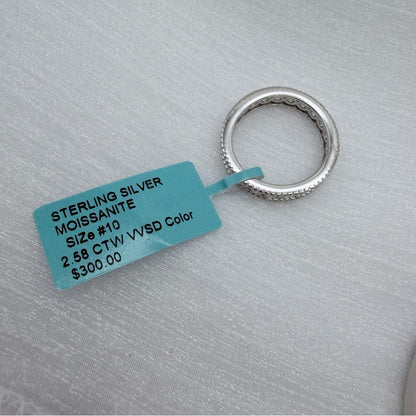 STERLING SILVER
MOISSANITE
SIZe #10
2.58 CTW VVSD Color
$300.00